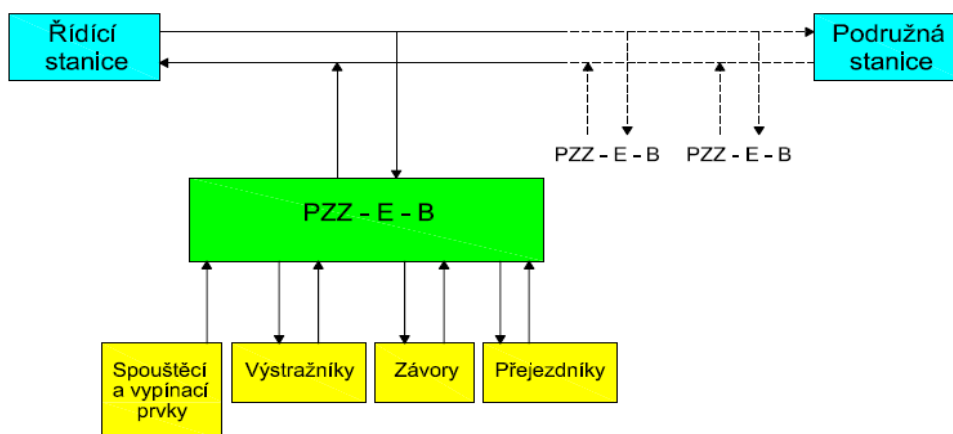 Řídící
stanice
Podružná
stanice
PZZ - E - B
PZZ - E - B
PZZ - E - B
Spouštěcí
a vypínací
prvky
Výstražníky
Závory
Přejezdníky